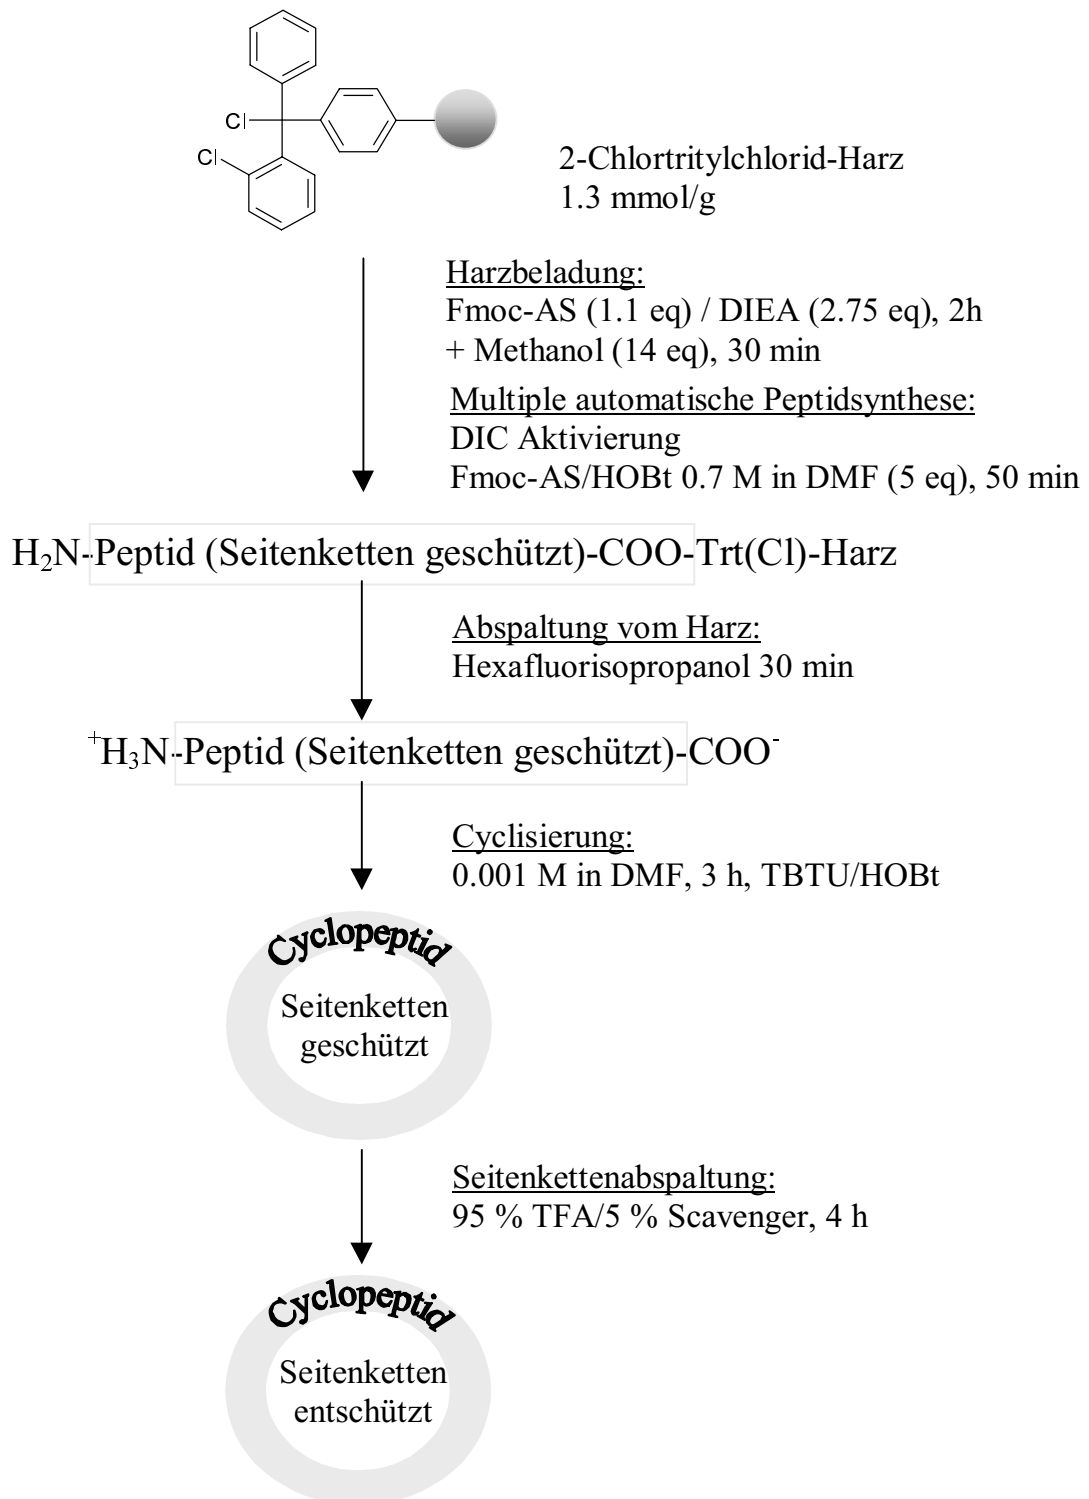 Cl
Cl
2-Chlortritylchlorid-Harz
1.3 mmol/g
Harzbeladung:
Fmoc-AS (1.1 eq) / DIEA (2.75 eq), 2h
+ Methanol (14 eq), 30 min
Multiple automatische Peptidsynthese:
DIC Aktivierung
Fmoc-AS/HOBt 0.7 M in DMF (5 eq), 50 min
H₂N-Peptid (Seitenketten geschützt)-COO-Trt(Cl)-Harz
Abspaltung vom Harz:
Hexafluorisopropanol 30 min
⁺H₃N-Peptid (Seitenketten geschützt)-COO⁻
Cyclisierung:
0.001 M in DMF, 3 h, TBTU/HOBt
Cyclopeptid
Seitenketten
geschützt
Seitenkettenabspaltung:
95 % TFA/5 % Scavenger, 4 h
Cyclopeptid
Seitenketten
entschützt